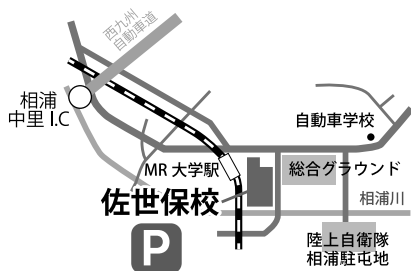 西九州
自動車道
相浦
中里 I.C
自動車学校
MR 大学駅
総合グラウンド
佐世保校
相浦川
P
陸上自衛隊
相浦駐屯地